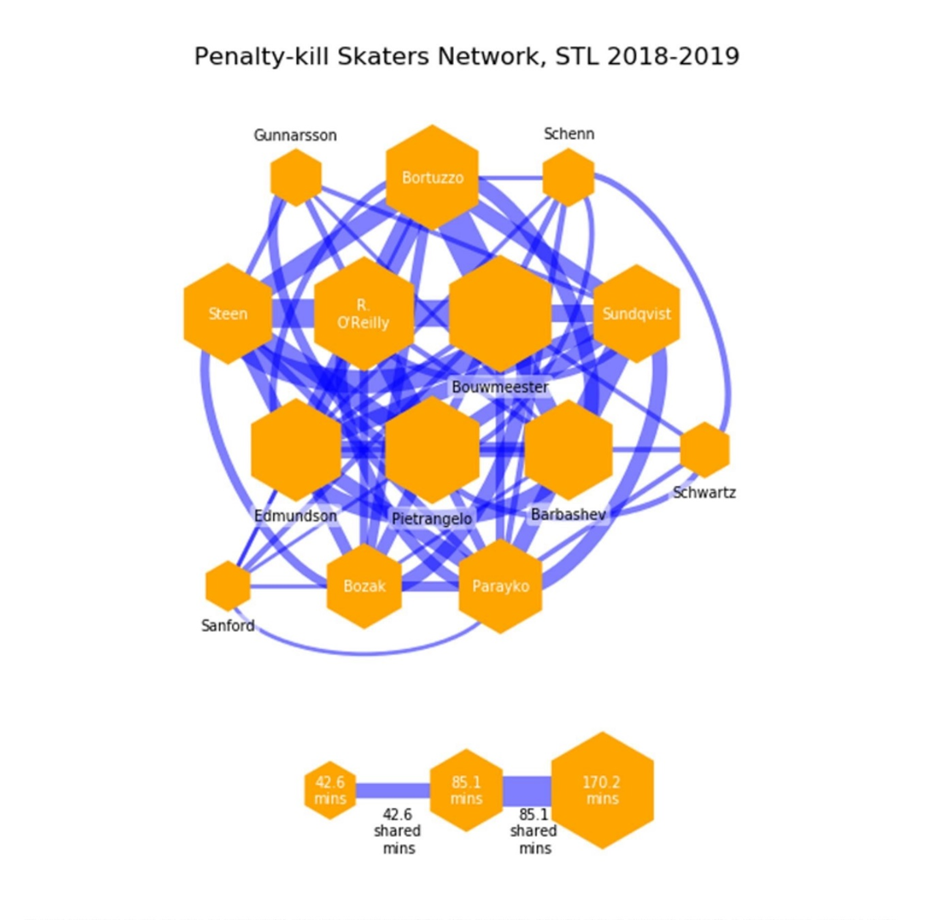 Penalty-kill Skaters Network, STL 2018-2019
Gunnarsson
Schenn
Bortuzzo
Steen
R.
O'Reilly
Sundqvist
Bouwmeester
Schwartz
Edmundson
Pietrangelo
Barbashev
Bozak
Parayko
Sanford
42.6
mins
85.1
mins
170.2
mins
42.6
shared
mins
85.1
shared
mins